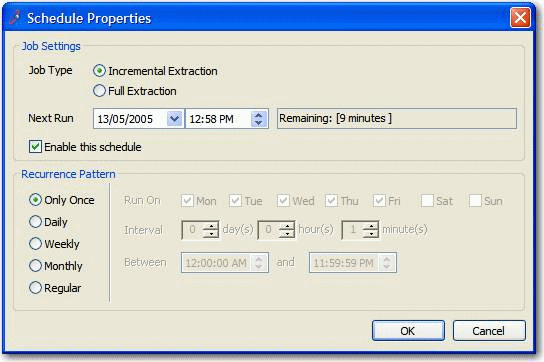 Schedule Properties
Job Settings
Job Type Incremental Extraction
Full Extraction
Next Run 13/05/2005 12:58 PM Remaining: [9 minutes ]
Enable this schedule
Recurrence Pattern
Only Once Run On Mon Tue Wed Thu Fri Sat Sun
Daily
Interval 0 day(s) 0 hour(s) 1 minute(s)
Weekly
Monthly Between 12:00:00 AM and 11:59:59 PM
Regular
OK Cancel